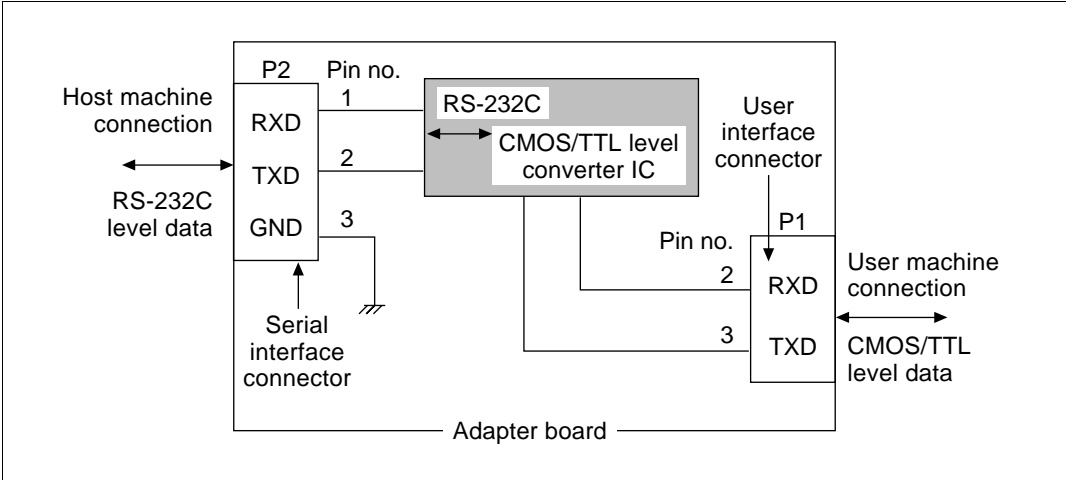 P2
Pin no.
Host machine
connection
RS-232C
level data
RXD
TXD
GND
1
2
3
Serial
interface
connector
RS-232C
CMOS/TTL level
converter IC
User
interface
connector
P1
Pin no.
2
3
RXD
TXD
User machine
connection
CMOS/TTL
level data
Adapter board